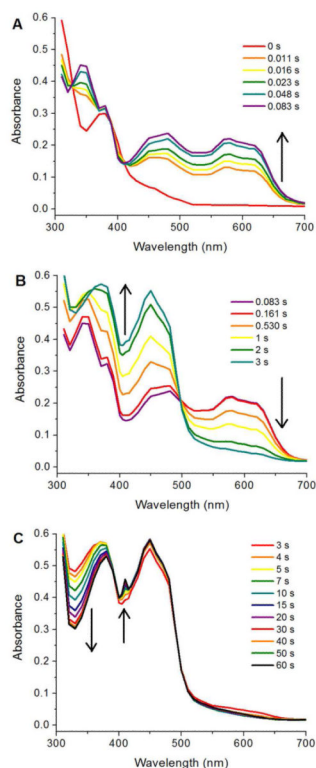 A
0.6
0.5
0.4
0.3
0.2
0.1
0.0
Absorbance
300
400
500
600
700
Wavelength (nm)
0 s
0.011 s
0.016 s
0.023 s
0.048 s
0.083 s
B
0.6
0.5
0.4
0.3
0.2
0.1
0.0
Absorbance
300
400
500
600
700
Wavelength (nm)
0.083 s
0.161 s
0.530 s
1 s
2 s
3 s
C
0.6
0.5
0.4
0.3
0.2
0.1
0.0
Absorbance
300
400
500
600
700
Wavelength (nm)
3 s
4 s
5 s
7 s
10 s
15 s
20 s
30 s
40 s
50 s
60 s